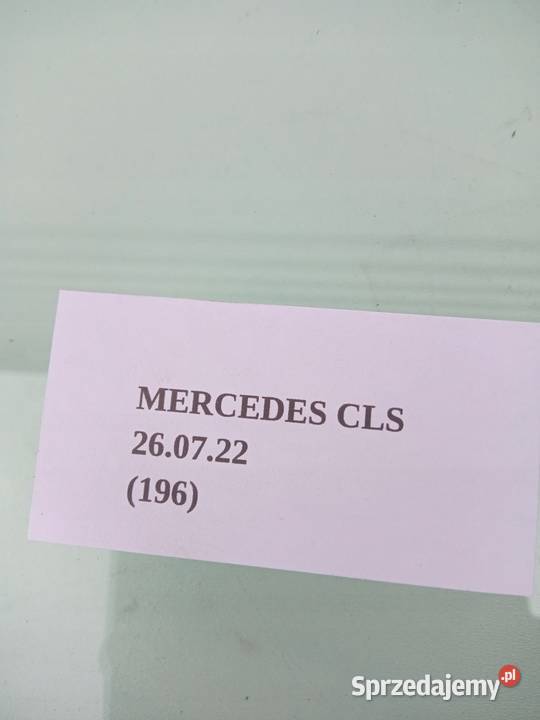 MERCEDES CLS
26.07.22
(196)
Sprzedajemy.pl